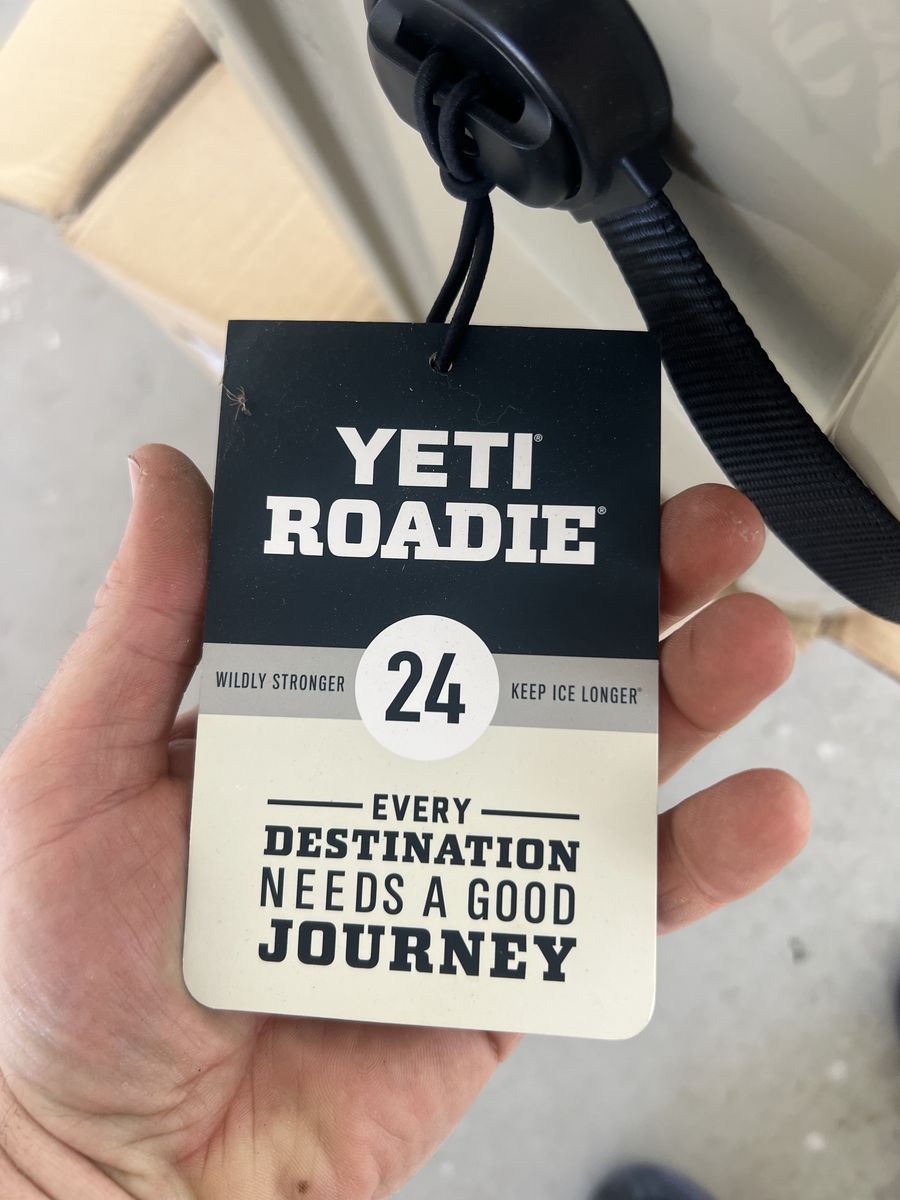 YETI®
ROADIE®
WILDLY STRONGER 24 KEEP ICE LONGER®
EVERY
DESTINATION
NEEDS A GOOD
JOURNEY